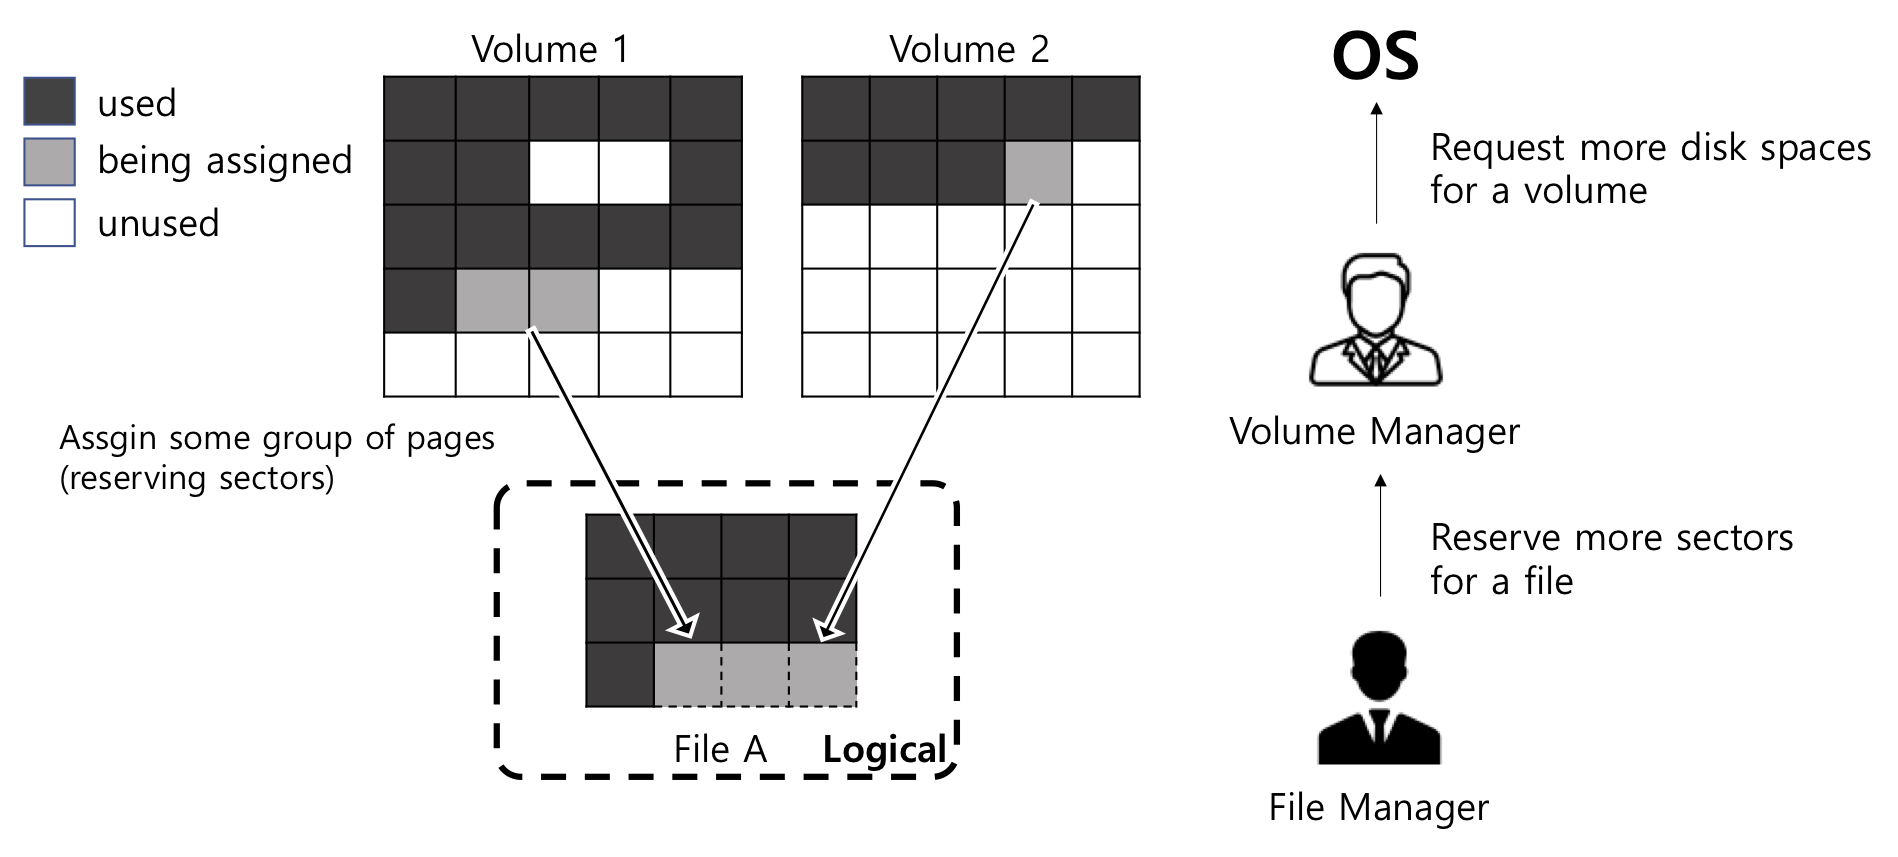 Volume 1
Volume 2
OS
used
being assigned
unused
Request more disk spaces
for a volume
Volume Manager
Assgin some group of pages
(reserving sectors)
Reserve more sectors
for a file
File A
Logical
File Manager